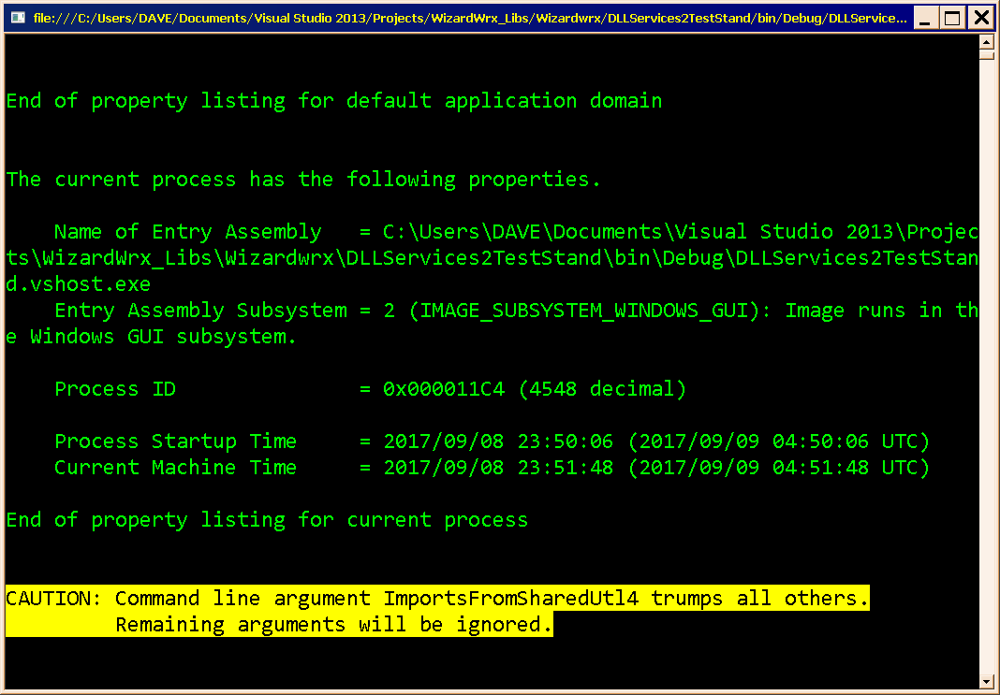 file:///C:/Users/DAVE/Documents/Visual Studio 2013/Projects/WizardWrx_Libs/Wizardwrx/DLLServices2TestStand/bin/Debug/DLLService...
End of property listing for default application domain
The current process has the following properties.
Name of Entry Assembly = C:\Users\DAVE\Documents\Visual Studio 2013\Projec
ts\WizardWrx_Libs\Wizardwrx\DLLServices2TestStand\bin\Debug\DLLServices2TestStan
d.vshost.exe
Entry Assembly Subsystem = 2 (IMAGE_SUBSYSTEM_WINDOWS_GUI): Image runs in th
e Windows GUI subsystem.
Process ID = 0x000011C4 (4548 decimal)
Process Startup Time = 2017/09/08 23:50:06 (2017/09/09 04:50:06 UTC)
Current Machine Time = 2017/09/08 23:51:48 (2017/09/09 04:51:48 UTC)
End of property listing for current process
CAUTION: Command line argument ImportsFromSharedUtl4 trumps all others.
Remaining arguments will be ignored.